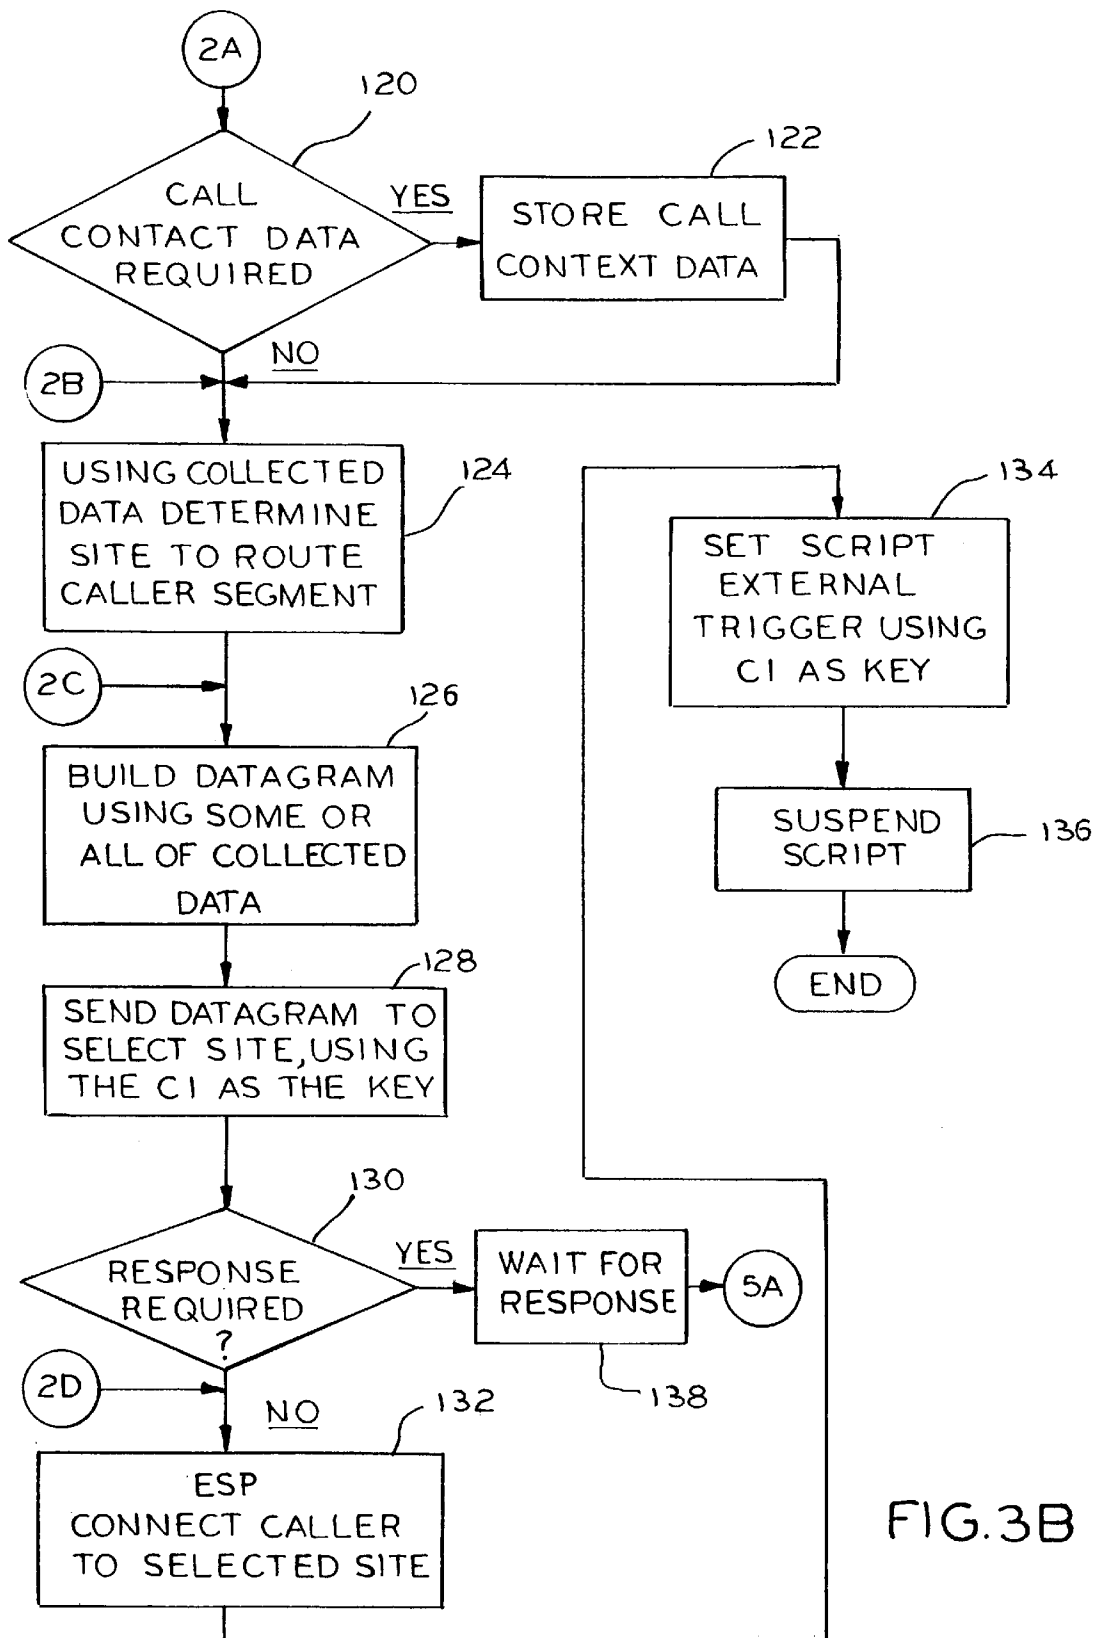 2A
120
CALL
CONTACT DATA
REQUIRED
YES
122
STORE CALL
CONTEXT DATA
NO
2B
USING COLLECTED
DATA DETERMINE
SITE TO ROUTE
CALLER SEGMENT
124
134
SET SCRIPT
EXTERNAL
TRIGGER USING
CI AS KEY
2C
126
BUILD DATAGRAM
USING SOME OR
ALL OF COLLECTED
DATA
SUSPEND
SCRIPT
136
END
128
SEND DATAGRAM TO
SELECT SITE, USING
THE CI AS THE KEY
130
RESPONSE
REQUIRED
?
YES
WAIT FOR
RESPONSE
5A
138
2D
NO
132
ESP
CONNECT CALLER
TO SELECTED SITE
FIG. 3B